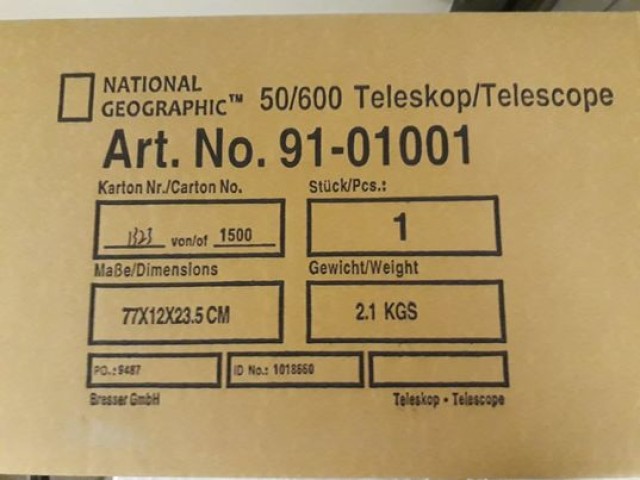 NATIONAL
GEOGRAPHIC™ 50/600 Teleskop/Telescope
Art. No. 91-01001
Karton Nr./Carton No. Stück/Pcs.:
1323 von/of 1500 1
Maße/Dimensions Gewicht/Weight
77X12X23.5 CM 2.1 KGS
PO.: 9487 ID No.: 1018660
Bresser GmbH Teleskop • Telescope